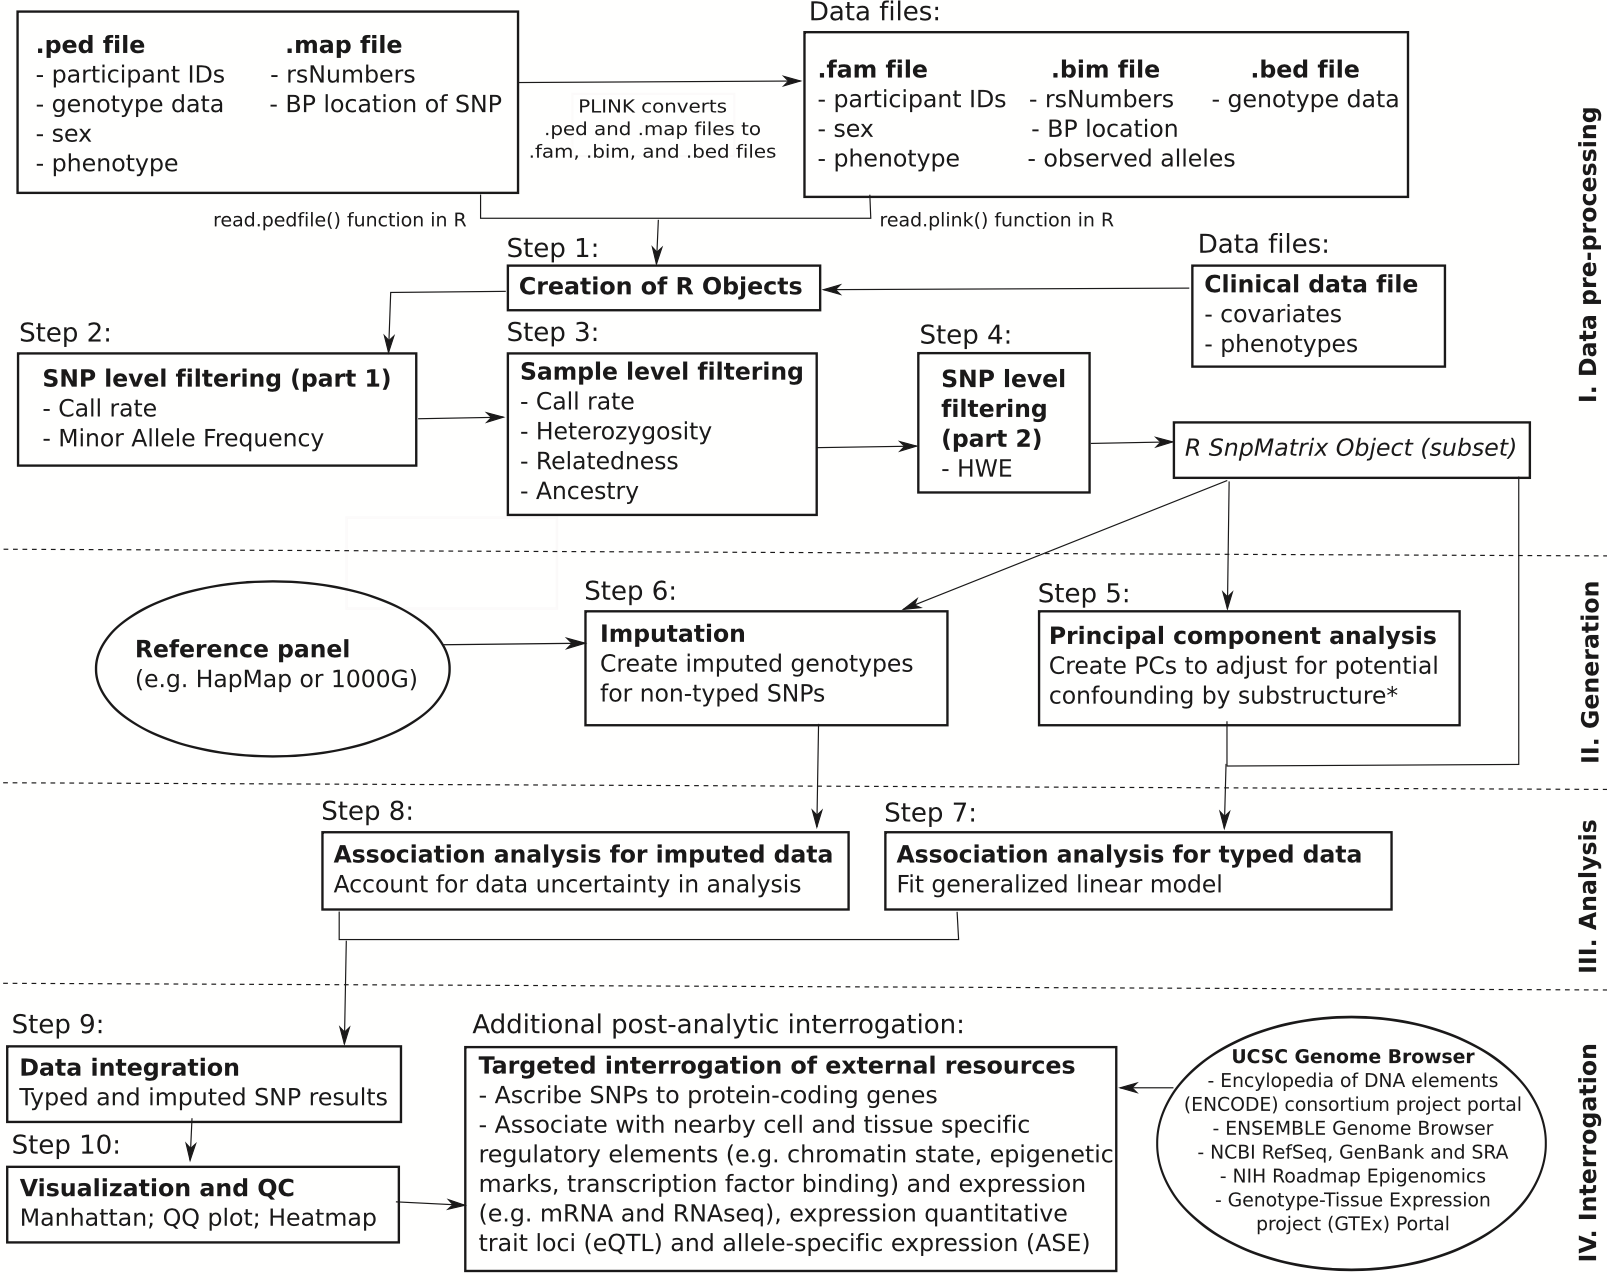 .ped file
- participant IDs
- genotype data
- sex
- phenotype
.map file
- rsNumbers
- BP location of SNP
PLINK converts
.ped and .map files to
.fam, .bim, and .bed files
Data files:
.fam file
- participant IDs
- sex
- phenotype
.bim file
- rsNumbers
- BP location
- observed alleles
.bed file
- genotype data
read.pedfile() function in R
read.plink() function in R
Step 1:
Creation of R Objects
Data files:
Clinical data file
- covariates
- phenotypes
Step 2:
SNP level filtering (part 1)
- Call rate
- Minor Allele Frequency
Step 3:
Sample level filtering
- Call rate
- Heterozygosity
- Relatedness
- Ancestry
Step 4:
SNP level
filtering
(part 2)
- HWE
R SnpMatrix Object (subset)
I. Data pre-processing
Reference panel
(e.g. HapMap or 1000G)
Step 6:
Imputation
Create imputed genotypes
for non-typed SNPs
Step 5:
Principal component analysis
Create PCs to adjust for potential
confounding by substructure*
II. Generation
Step 8:
Association analysis for imputed data
Account for data uncertainty in analysis
Step 7:
Association analysis for typed data
Fit generalized linear model
III. Analysis
Step 9:
Data integration
Typed and imputed SNP results
Step 10:
Visualization and QC
Manhattan; QQ plot; Heatmap
Additional post-analytic interrogation:
Targeted interrogation of external resources
- Ascribe SNPs to protein-coding genes
- Associate with nearby cell and tissue specific
regulatory elements (e.g. chromatin state, epigenetic
marks, transcription factor binding) and expression
(e.g. mRNA and RNAseq), expression quantitative
trait loci (eQTL) and allele-specific expression (ASE)
UCSC Genome Browser
- Encylopedia of DNA elements
(ENCODE) consortium project portal
- ENSEMBLE Genome Browser
- NCBI RefSeq, GenBank and SRA
- NIH Roadmap Epigenomics
- Genotype-Tissue Expression
project (GTEx) Portal
IV. Interrogation